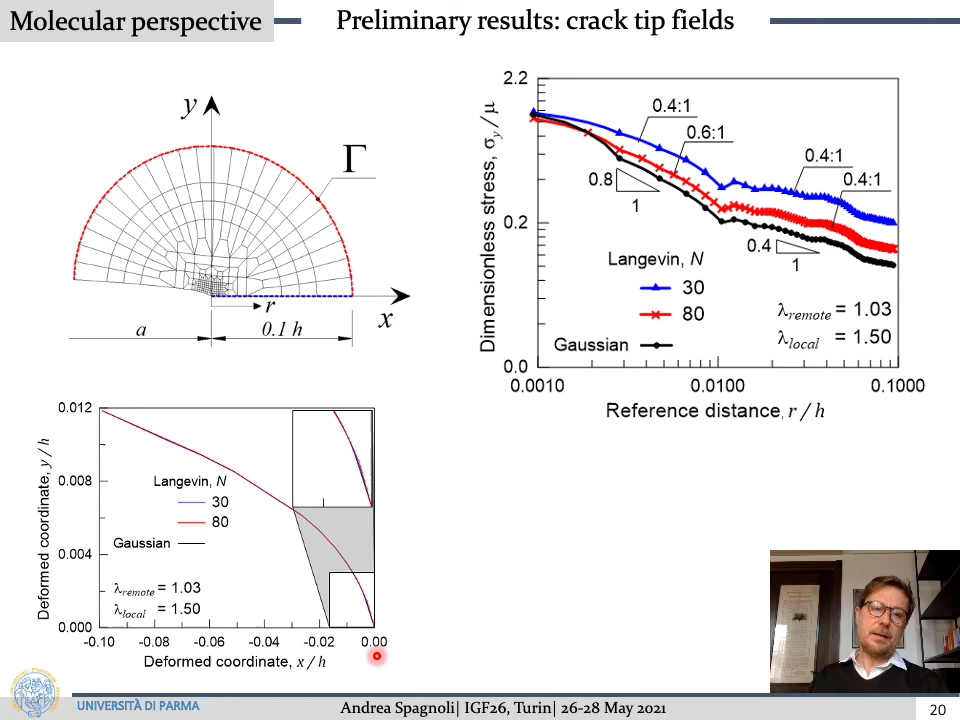 Molecular perspective
Preliminary results: crack tip fields
y
Γ
r
x
a
0.1 h
Dimensionless stress, σy / μ
2.2
0.2
0.0
0.4:1
0.6:1
0.4:1
0.4:1
0.8
1
0.4
1
Langevin, N
30
80
Gaussian
λremote = 1.03
λlocal = 1.50
0.0010
0.0100
0.1000
Reference distance, r / h
Deformed coordinate, y / h
0.012
0.008
0.004
0.000
Langevin, N
30
80
Gaussian
λremote = 1.03
λlocal = 1.50
-0.10
-0.08
-0.06
-0.04
-0.02
0.00
Deformed coordinate, x / h
UNIVERSITÀ DI PARMA
Andrea Spagnoli| IGF26, Turin| 26-28 May 2021
20